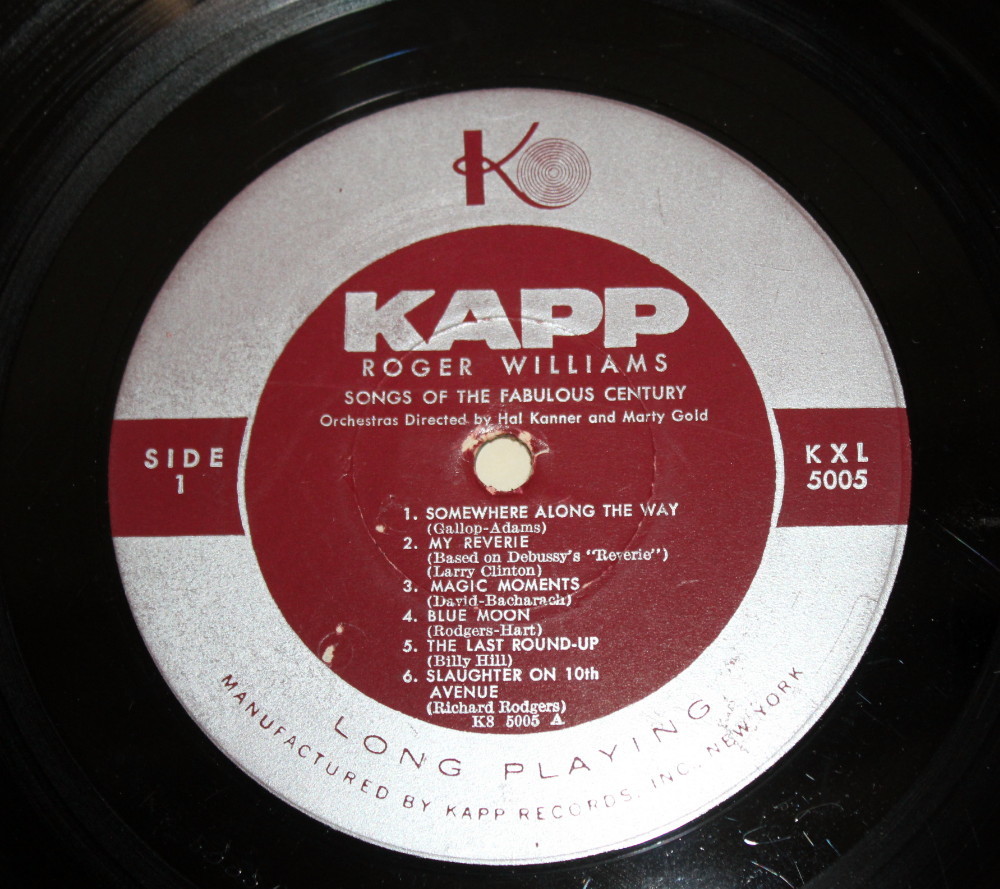 K
KAPP
ROGER WILLIAMS
SONGS OF THE FABULOUS CENTURY
Orchestras Directed by Hal Kanner and Marty Gold
SIDE
1
KXL
5005
1. SOMEWHERE ALONG THE WAY
(Gallop-Adams)
2. MY REVERIE
(Based on Debussy's "Reverie")
(Larry Clinton)
3. MAGIC MOMENTS
(David-Bacharach)
4. BLUE MOON
(Rodgers-Hart)
5. THE LAST ROUND-UP
(Billy Hill)
6. SLAUGHTER ON 10th
AVENUE
(Richard Rodgers)
K8 5005 A
LONG PLAYING
MANUFACTURED BY KAPP RECORDS, INC. NEW YORK